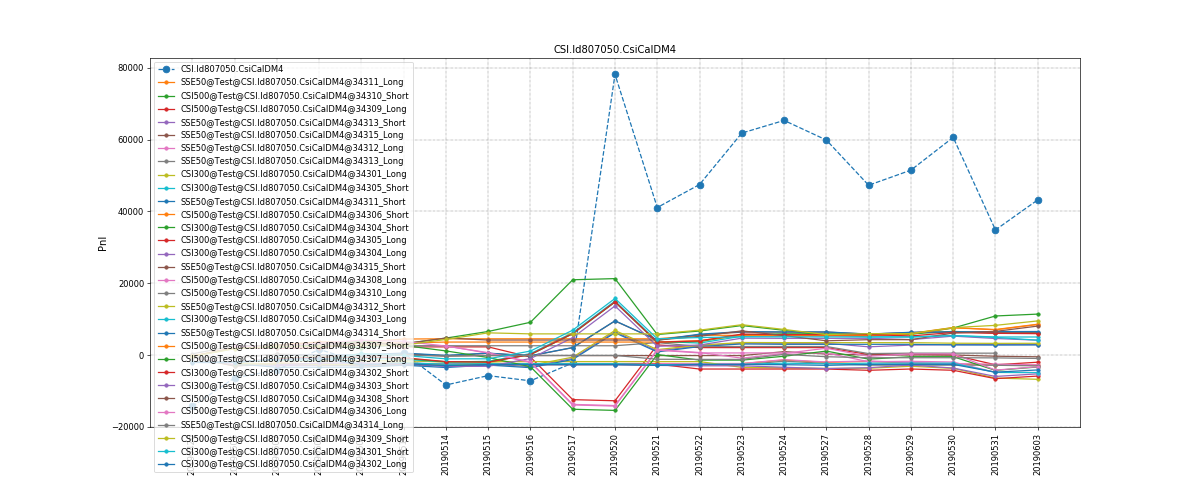 CSI.Id807050.CsiCalDM4
80000
60000
40000
20000
0
−20000
Pnl
CSI.Id807050.CsiCalDM4
SSE50@Test@CSI.Id807050.CsiCalDM4@34311_Long
CSI500@Test@CSI.Id807050.CsiCalDM4@34310_Short
CSI500@Test@CSI.Id807050.CsiCalDM4@34309_Long
SSE50@Test@CSI.Id807050.CsiCalDM4@34313_Short
SSE50@Test@CSI.Id807050.CsiCalDM4@34315_Long
SSE50@Test@CSI.Id807050.CsiCalDM4@34312_Long
SSE50@Test@CSI.Id807050.CsiCalDM4@34313_Long
CSI300@Test@CSI.Id807050.CsiCalDM4@34301_Long
CSI300@Test@CSI.Id807050.CsiCalDM4@34305_Short
SSE50@Test@CSI.Id807050.CsiCalDM4@34311_Short
CSI500@Test@CSI.Id807050.CsiCalDM4@34306_Short
CSI300@Test@CSI.Id807050.CsiCalDM4@34304_Short
CSI300@Test@CSI.Id807050.CsiCalDM4@34305_Long
CSI300@Test@CSI.Id807050.CsiCalDM4@34304_Long
SSE50@Test@CSI.Id807050.CsiCalDM4@34315_Short
CSI500@Test@CSI.Id807050.CsiCalDM4@34308_Long
CSI500@Test@CSI.Id807050.CsiCalDM4@34310_Long
SSE50@Test@CSI.Id807050.CsiCalDM4@34312_Short
CSI300@Test@CSI.Id807050.CsiCalDM4@34303_Long
SSE50@Test@CSI.Id807050.CsiCalDM4@34314_Short
CSI500@Test@CSI.Id807050.CsiCalDM4@34307_Short
CSI500@Test@CSI.Id807050.CsiCalDM4@34307_Long
CSI300@Test@CSI.Id807050.CsiCalDM4@34302_Short
CSI300@Test@CSI.Id807050.CsiCalDM4@34303_Short
CSI500@Test@CSI.Id807050.CsiCalDM4@34308_Short
CSI500@Test@CSI.Id807050.CsiCalDM4@34306_Long
SSE50@Test@CSI.Id807050.CsiCalDM4@34314_Long
CSI500@Test@CSI.Id807050.CsiCalDM4@34309_Short
CSI300@Test@CSI.Id807050.CsiCalDM4@34301_Short
CSI300@Test@CSI.Id807050.CsiCalDM4@34302_Long
20190514
20190515
20190516
20190517
20190520
20190521
20190522
20190523
20190524
20190527
20190528
20190529
20190530
20190531
20190603